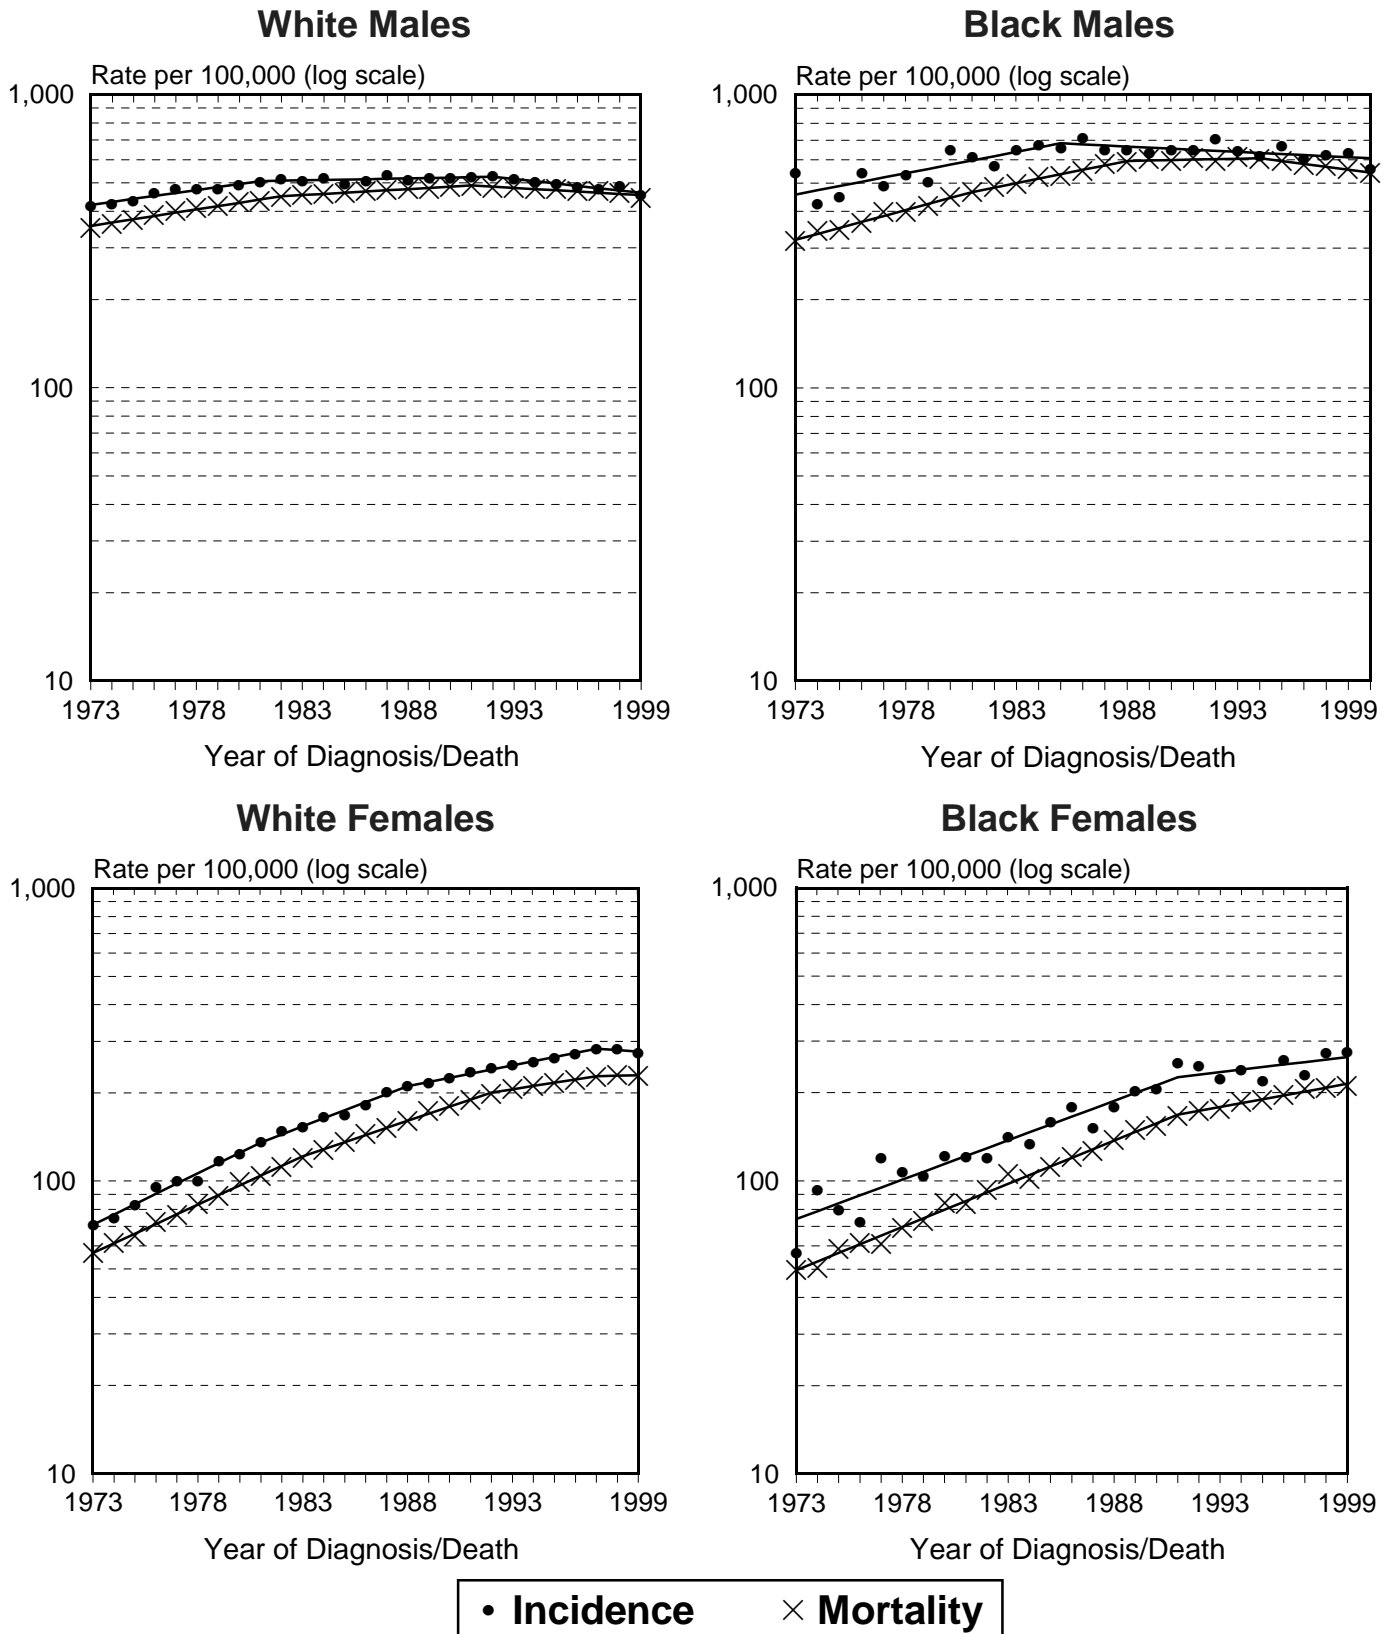 White Males
Rate per 100,000 (log scale)
1,000
100
10
1973 1978 1983 1988 1993 1999
Year of Diagnosis/Death
Black Males
Rate per 100,000 (log scale)
1,000
100
10
1973 1978 1983 1988 1993 1999
Year of Diagnosis/Death
White Females
Rate per 100,000 (log scale)
1,000
100
10
1973 1978 1983 1988 1993 1999
Year of Diagnosis/Death
Black Females
Rate per 100,000 (log scale)
1,000
100
10
1973 1978 1983 1988 1993 1999
Year of Diagnosis/Death
Incidence Mortality